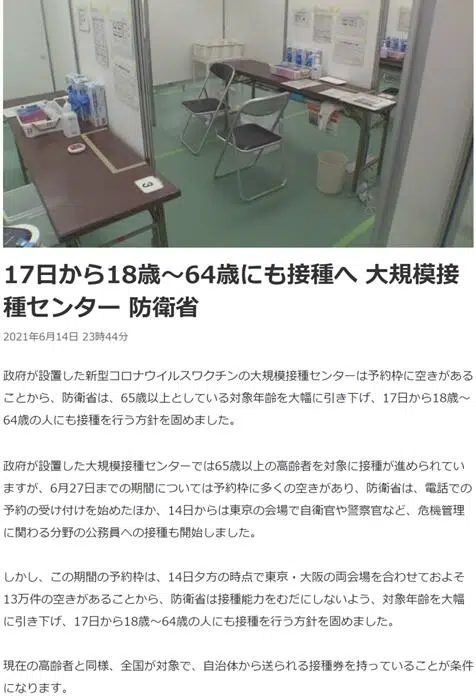 3
17日から18歳～64歳にも接種へ 大規模接
種センター 防衛省
2021年6月14日 23時44分
政府が設置した新型コロナウイルスワクチンの大規模接種センターは予約枠に空きがある
ことから、防衛省は、65歳以上としている対象年齢を大幅に引き下げ、17日から18歳～
64歳の人にも接種を行う方針を固めました。
政府が設置した大規模接種センターでは65歳以上の高齢者を対象に接種が進められてい
ますが、6月27日までの期間については予約枠に多くの空きがあり、防衛省は、電話での
予約の受け付けを始めたほか、14日からは東京の会場で自衛官や警察官など、危機管理
に関わる分野の公務員への接種も開始しました。
しかし、この期間の予約枠は、14日夕方の時点で東京・大阪の両会場を合わせておよそ
13万件の空きがあることから、防衛省は接種能力をむだにしないよう、対象年齢を大幅
に引き下げ、17日から18歳～64歳の人にも接種を行う方針を固めました。
現在の高齢者と同様、全国が対象で、自治体から送られる接種券を持っていることが条件
になります。